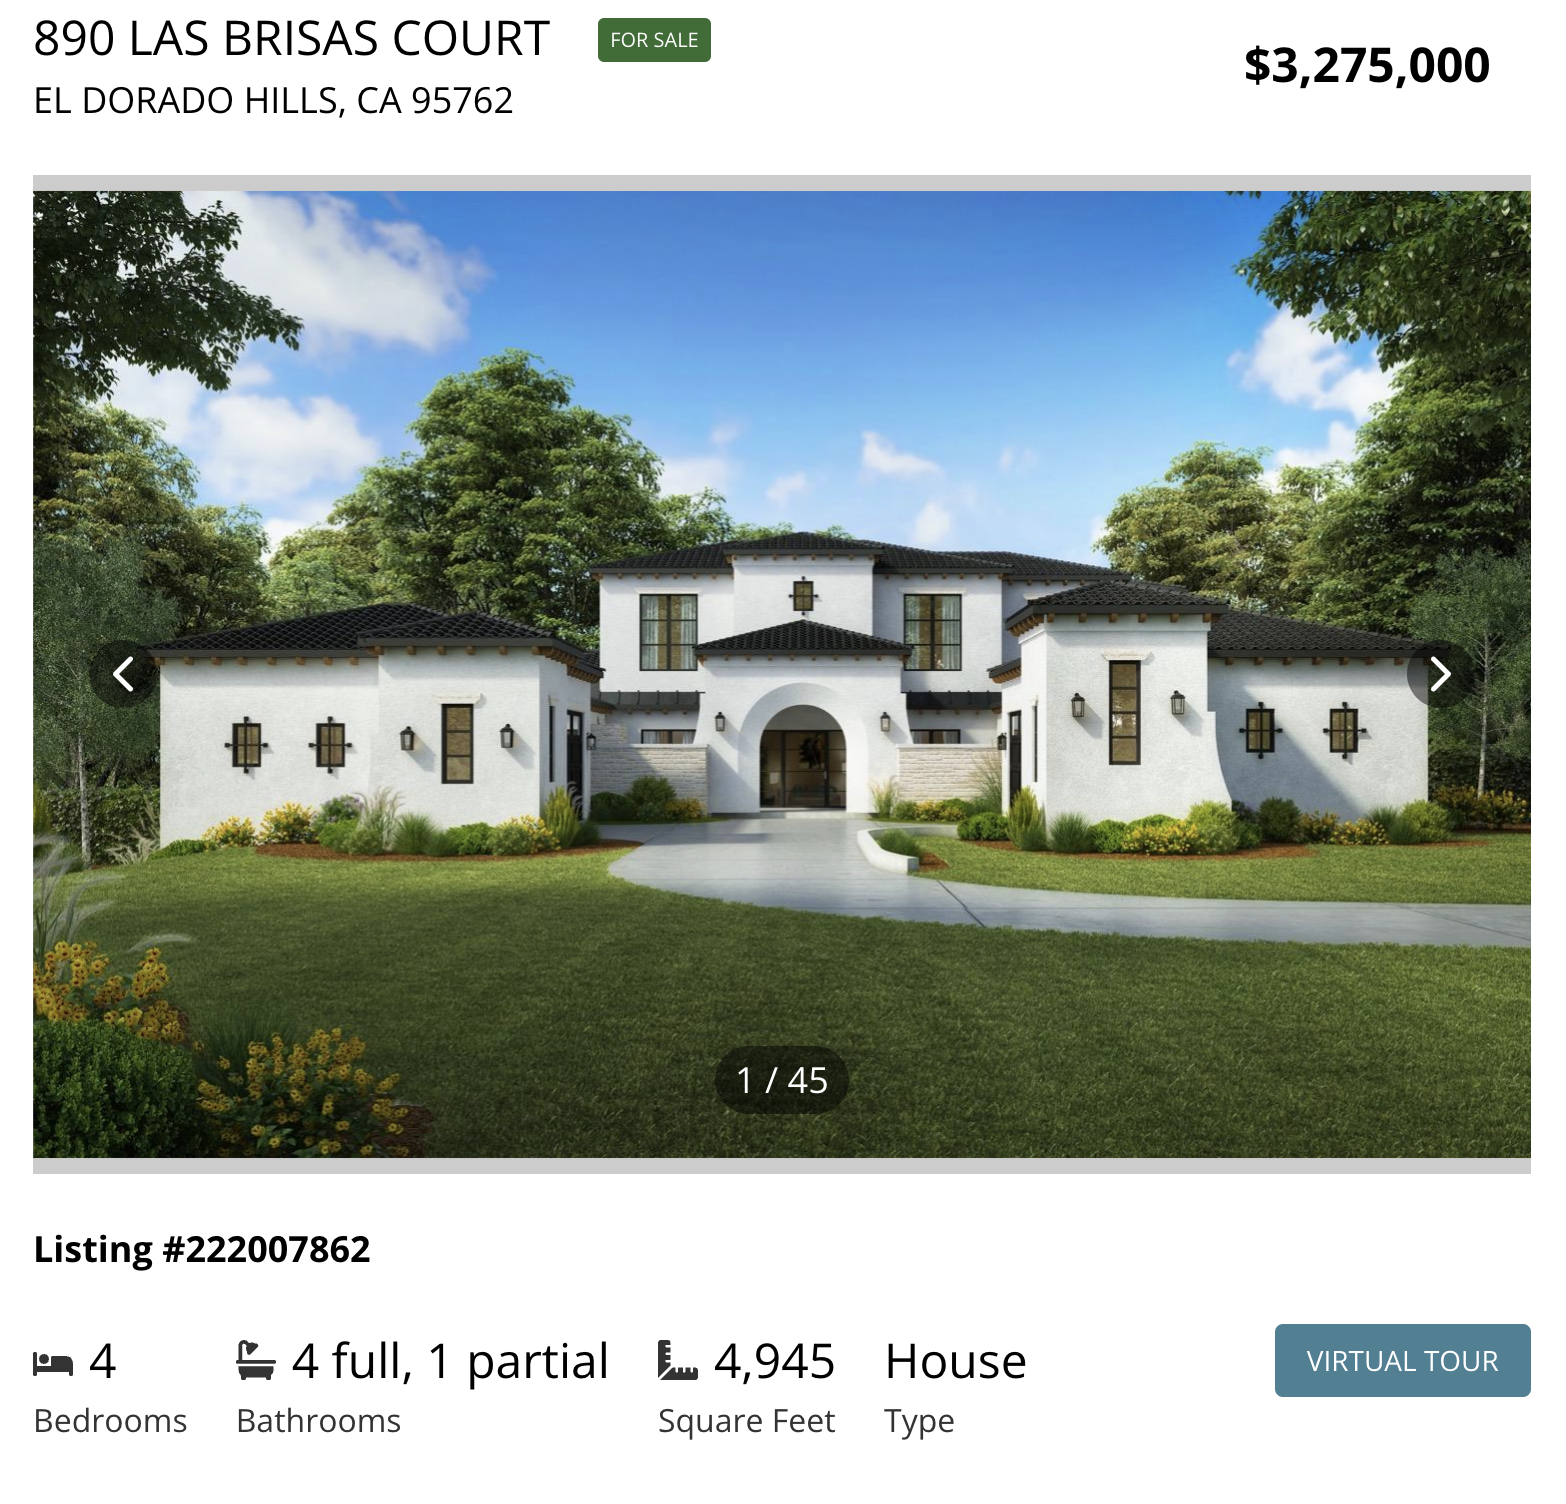 890 LAS BRISAS COURT
FOR SALE
$3,275,000
EL DORADO HILLS, CA 95762
1 / 45
Listing #222007862
4
4 full, 1 partial
4,945
House
VIRTUAL TOUR
Bedrooms
Bathrooms
Square Feet
Type